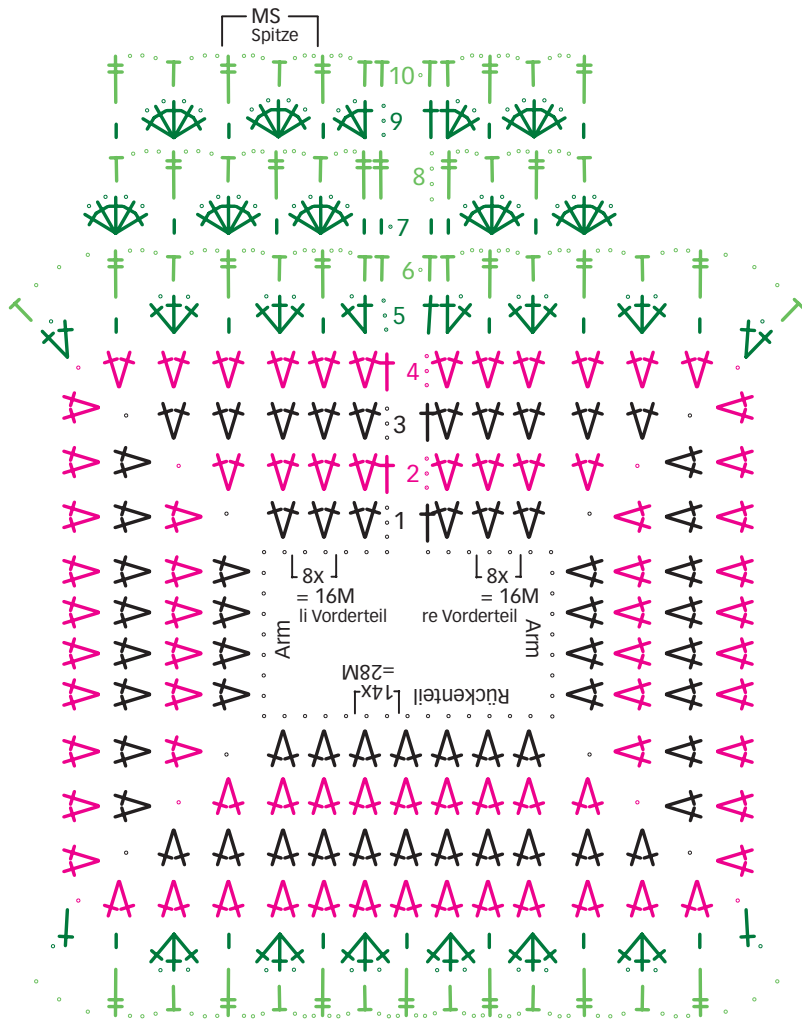 MS
Spitze
10
9
8
7
6
5
4
3
2
1
8x
= 16M
li Vorderteil
8x
= 16M
re Vorderteil
Arm
Arm
14x
=28M
Rückenteil